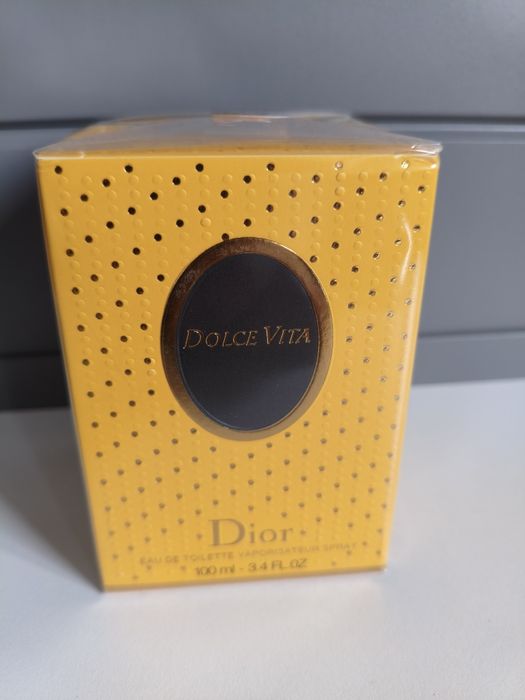 DOLCE VITA
Dior
EAU DE TOILETTE VAPORISATEUR SPRAY
100 ml - 3.4 FL.OZ